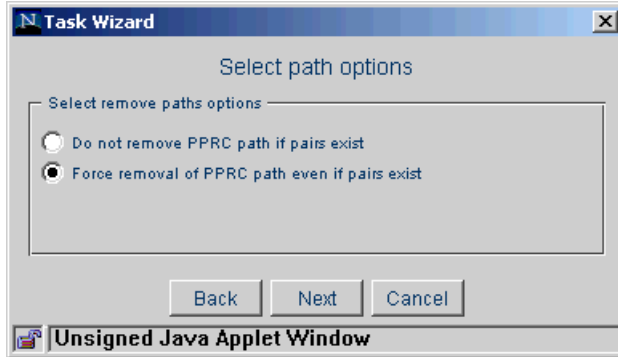 N Task Wizard
Select path options
Select remove paths options
Do not remove PPRC path if pairs exist
Force removal of PPRC path even if pairs exist
Back Next Cancel
Unsigned Java Applet Window